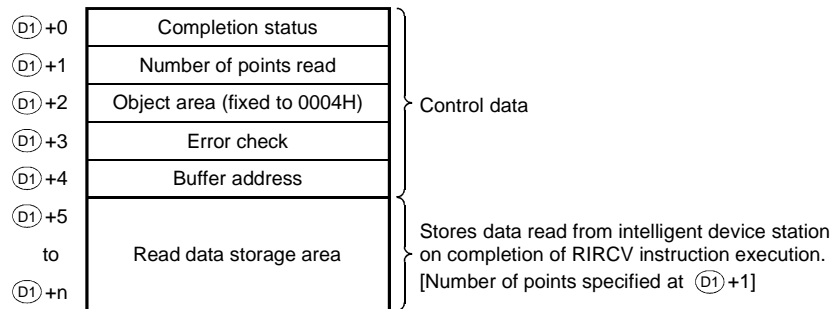 D1+0 Completion status
D1+1 Number of points read
D1+2 Object area (fixed to 0004H)
Control data
D1+3 Error check
D1+4 Buffer address
D1+5
to Read data storage area
D1+n
Stores data read from intelligent device station
on completion of RIRCV instruction execution.
[Number of points specified at D1+1]